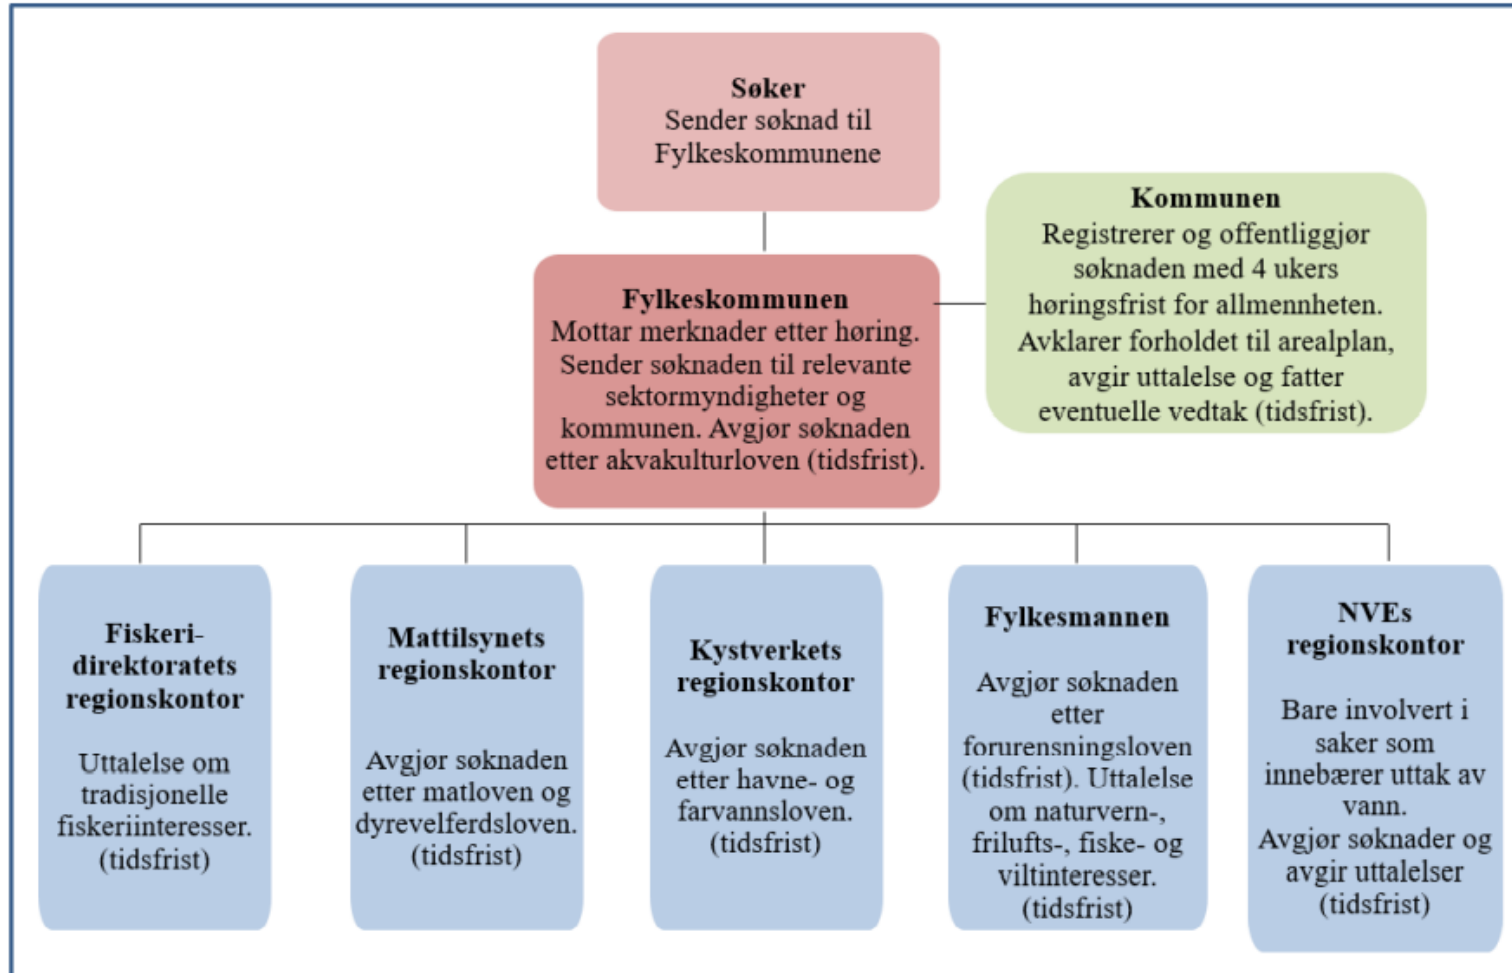 Søker
Sender søknad til
Fylkeskommunene
Kommunen
Registrerer og offentliggjør
søknaden med 4 ukers
høringsfrist for allmennheten.
Avklarer forholdet til arealplan,
avgir uttalelse og fatter
eventuelle vedtak (tidsfrist).
Fylkeskommunen
Mottar merknader etter høring.
Sender søknaden til relevante
sektormyndigheter og
kommunen. Avgjør søknaden
etter akvakulturloven (tidsfrist).
Fiskeri-
direktoratets
regionskontor
Uttalelse om
tradisjonelle
fiskeriinteresser.
(tidsfrist)
Mattilsynets
regionskontor
Avgjør søknaden
etter matloven og
dyrevelferdsloven.
(tidsfrist)
Kystverkets
regionskontor
Avgjør søknaden
etter havne- og
farvannsloven.
(tidsfrist)
Fylkesmannen
Avgjør søknaden
etter
forurensningsloven
(tidsfrist). Uttalelse
om naturvern-,
frilufts-, fiske- og
viltinteresser.
(tidsfrist)
NVEs
regionskontor
Bare involvert i
saker som
innebærer uttak av
vann.
Avgjør søknader og
avgir uttalelser
(tidsfrist)